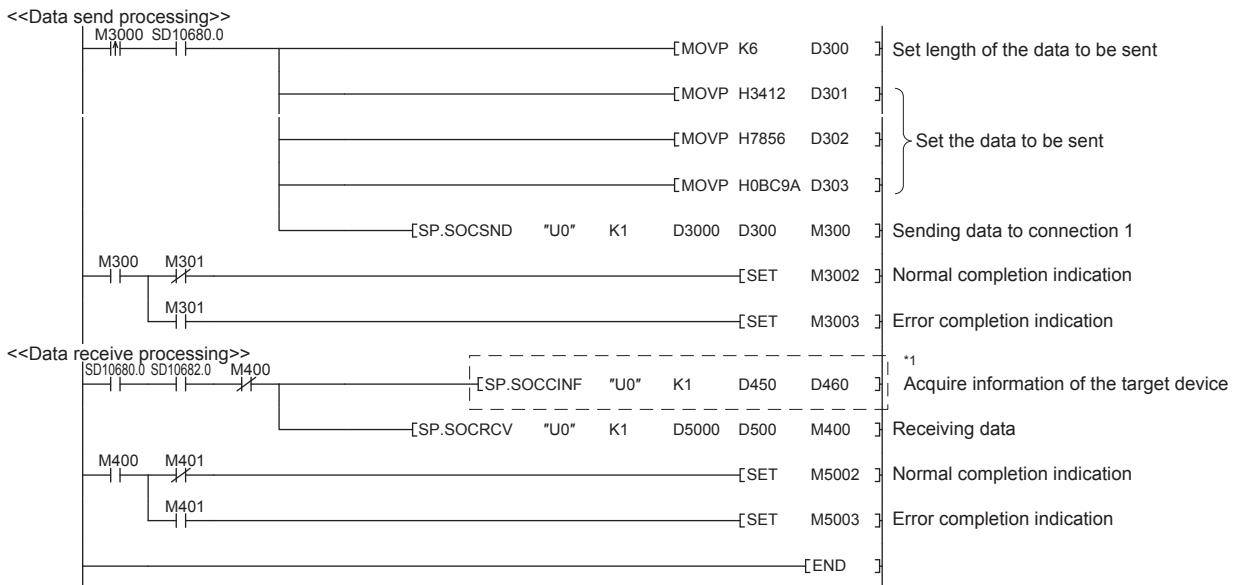 <<Data send processing>>
M3000 SD10680.0
[MOVP K6 D300 ] Set length of the data to be sent
[MOVP H3412 D301 ]
[MOVP H7856 D302 ] Set the data to be sent
[MOVP H0BC9A D303 ]
[SP.SOCSND "U0" K1 D3000 D300 M300 ] Sending data to connection 1
M300 M301
[SET M3002 ] Normal completion indication
M301
[SET M3003 ] Error completion indication
<<Data receive processing>>
SD10680.0 SD10682.0 M400
*1
[SP.SOCCINF "U0" K1 D450 D460 ] Acquire information of the target device
[SP.SOCRCV "U0" K1 D5000 D500 M400 ] Receiving data
M400 M401
[SET M5002 ] Normal completion indication
M401
[SET M5003 ] Error completion indication
[END ]